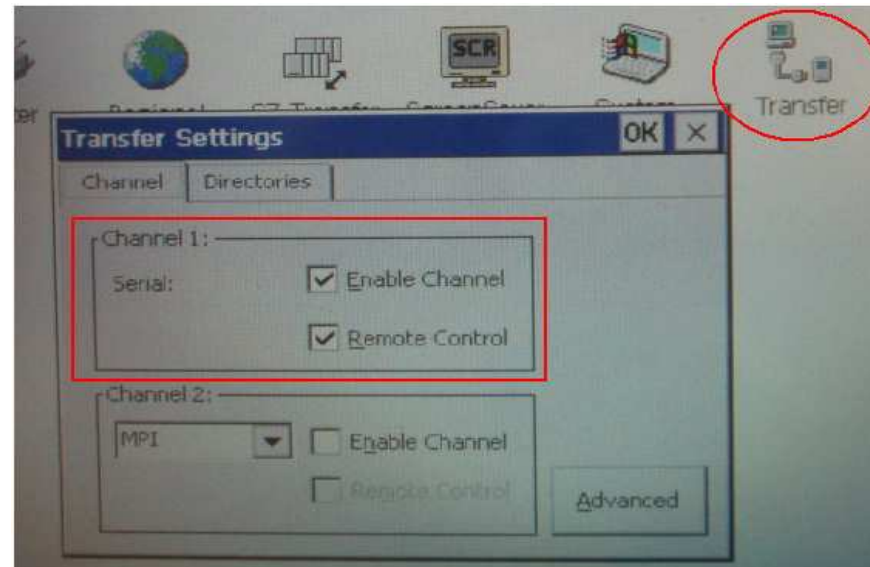 SCR
Transfer
Transfer Settings
OK
Channel
Directories
Channel 1:
Serial:
Enable Channel
Remote Control
Channel 2:
MPI
Enable Channel
Remote Control
Advanced